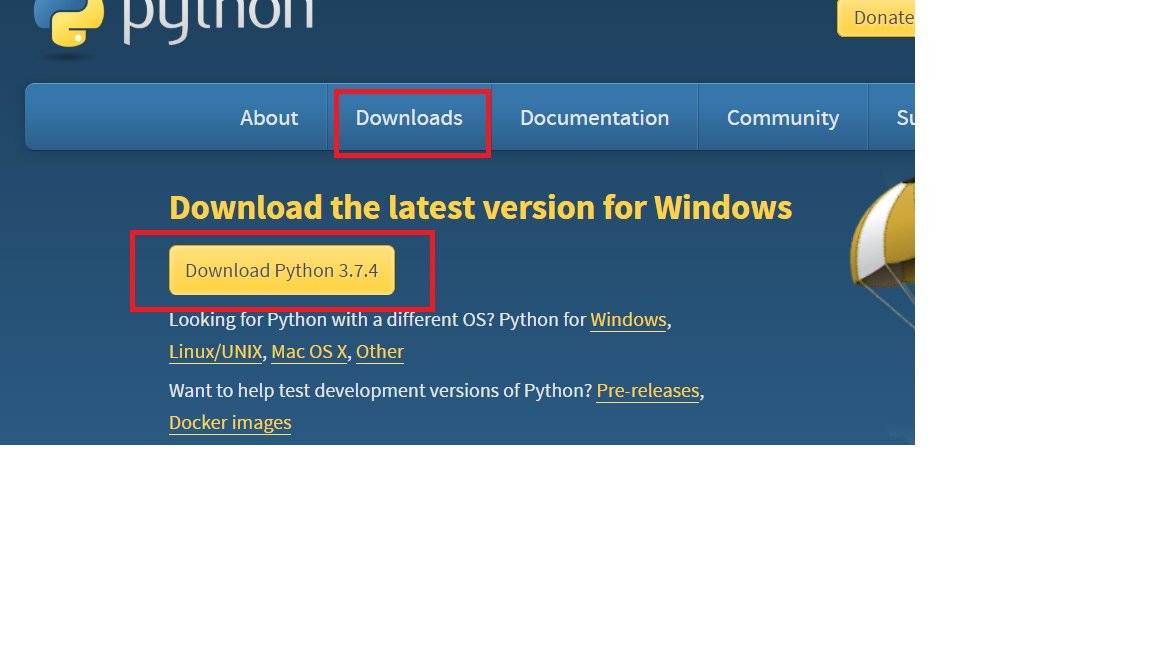 python
Donate
About Downloads Documentation Community
Download the latest version for Windows
Download Python 3.7.4
Looking for Python with a different OS? Python for Windows,
Linux/UNIX, Mac OS X, Other
Want to help test development versions of Python? Pre-releases,
Docker images